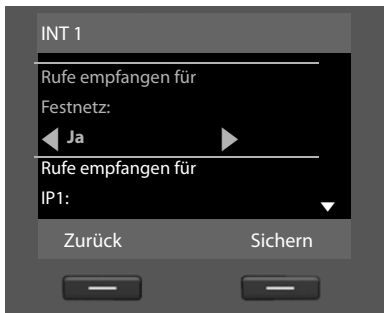 INT 1
Rufe empfangen für
Festnetz:
Ja
Rufe empfangen für
IP1:
Zurück Sichern